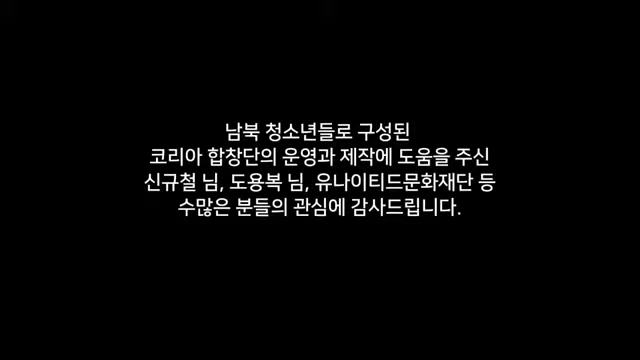 남북 청소년들로 구성된
코리아 합창단의 운영과 제작에 도움을 주신
신규철 님, 도용복 님, 유나이티드문화재단 등
수많은 분들의 관심에 감사드립니다.